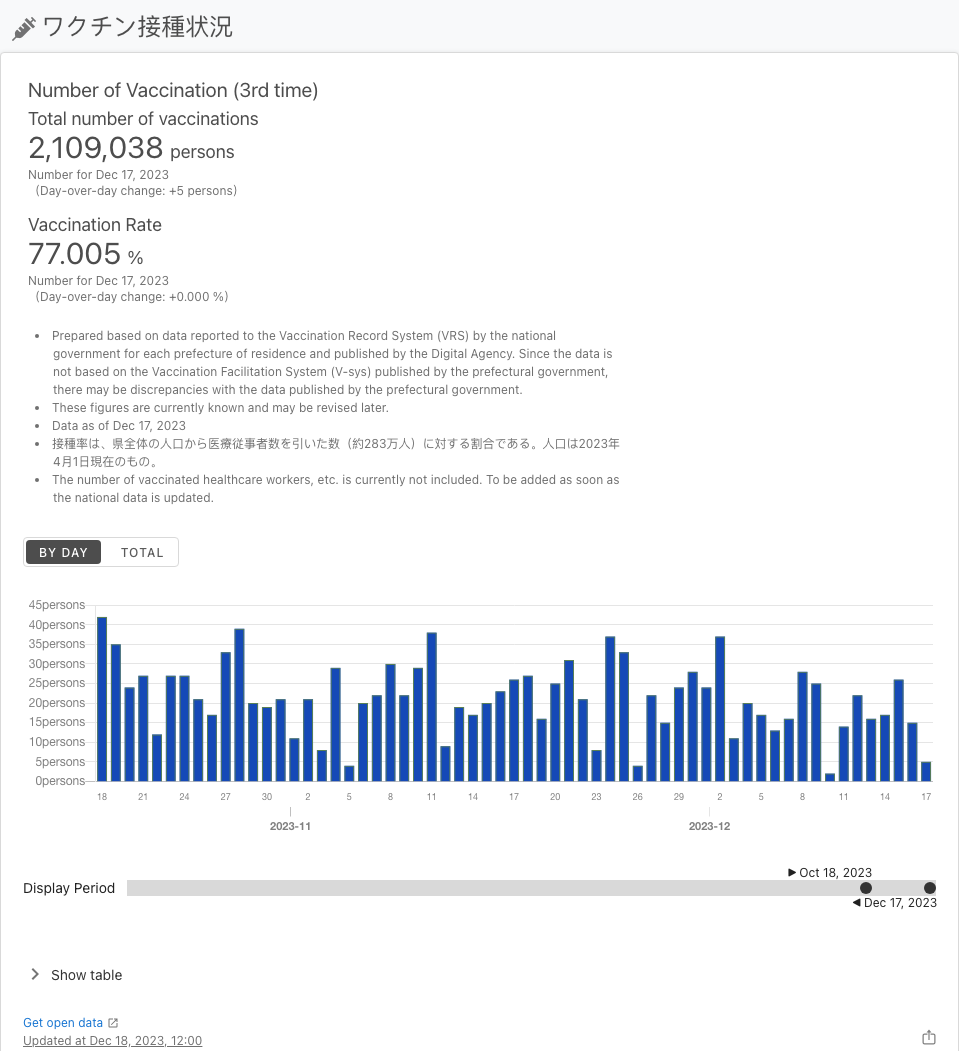 ワクチン接種状況
Number of Vaccination (3rd time)
Total number of vaccinations
2,109,038 persons
Number for Dec 17, 2023
(Day-over-day change: +5 persons)
Vaccination Rate
77.005 %
Number for Dec 17, 2023
(Day-over-day change: +0.000 %)
• Prepared based on data reported to the Vaccination Record System (VRS) by the national
government for each prefecture of residence and published by the Digital Agency. Since the data is
not based on the Vaccination Facilitation System (V-sys) published by the prefectural government,
there may be discrepancies with the data published by the prefectural government.
• These figures are currently known and may be revised later.
• Data as of Dec 17, 2023
• 接種率は、県全体の人口から医療従事者数を引いた数（約283万人）に対する割合である。人口は2023年
4月1日現在のもの。
• The number of vaccinated healthcare workers, etc. is currently not included. To be added as soon as
the national data is updated.
BY DAY TOTAL
45persons
40persons
35persons
30persons
25persons
20persons
15persons
10persons
5persons
0persons
18 21 24 27 30 2 5 8 11 14 17 20 23 26 29 2 5 8 11 14 17
2023-11 2023-12
▶ Oct 18, 2023
Display Period
◀ Dec 17, 2023
Show table
Get open data
Updated at Dec 18, 2023, 12:00